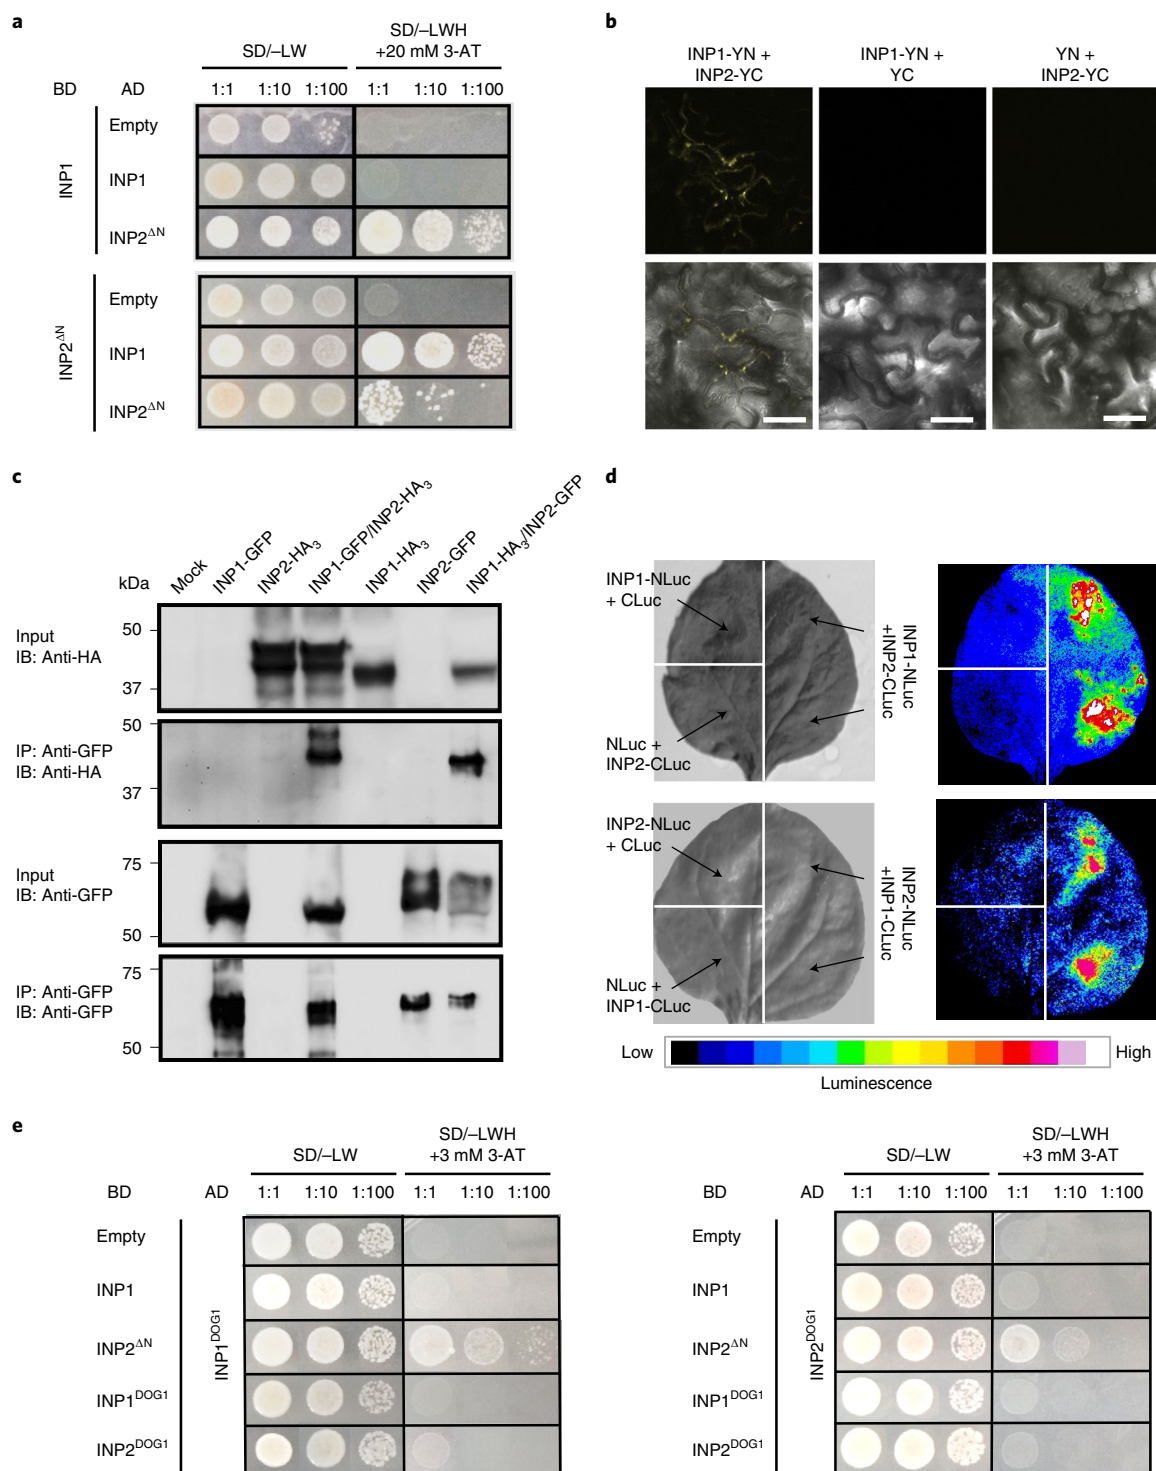 a
SD/–LW
SD/–LWH
+20 mM 3-AT
BD
AD
1:1
1:10
1:100
1:1
1:10
1:100
INP1
Empty
INP1
INP2ΔN
INP2ΔN
Empty
INP1
INP2ΔN
b
INP1-YN +
INP2-YC
INP1-YN +
YC
YN +
INP2-YC
c
kDa
Mock
INP1-GFP
INP2-HA3
INP1-GFP/INP2-HA3
INP1-HA3
INP2-GFP
INP1-HA3/INP2-GFP
Input
IB: Anti-HA
50
37
IP: Anti-GFP
IB: Anti-HA
50
37
Input
IB: Anti-GFP
75
50
IP: Anti-GFP
IB: Anti-GFP
75
50
d
INP1-NLuc
+ CLuc
NLuc +
INP2-CLuc
INP1-NLuc
+INP2-CLuc
INP2-NLuc
+ CLuc
NLuc +
INP1-CLuc
INP2-NLuc
+INP1-CLuc
Low
High
Luminescence
e
SD/–LW
SD/–LWH
+3 mM 3-AT
BD
AD
1:1
1:10
1:100
1:1
1:10
1:100
Empty
INP1
INP2ΔN
INP1DOG1
INP2DOG1
INP1DOG1
SD/–LW
SD/–LWH
+3 mM 3-AT
BD
AD
1:1
1:10
1:100
1:1
1:10
1:100
Empty
INP1
INP2ΔN
INP1DOG1
INP2DOG1
INP2DOG1